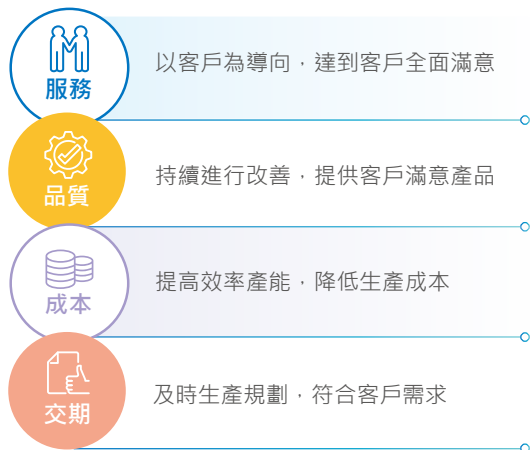 服務
以客戶為導向，達到客戶全面滿意
品質
持續進行改善，提供客戶滿意產品
成本
提高效率產能，降低生產成本
交期
及時生產規劃，符合客戶需求